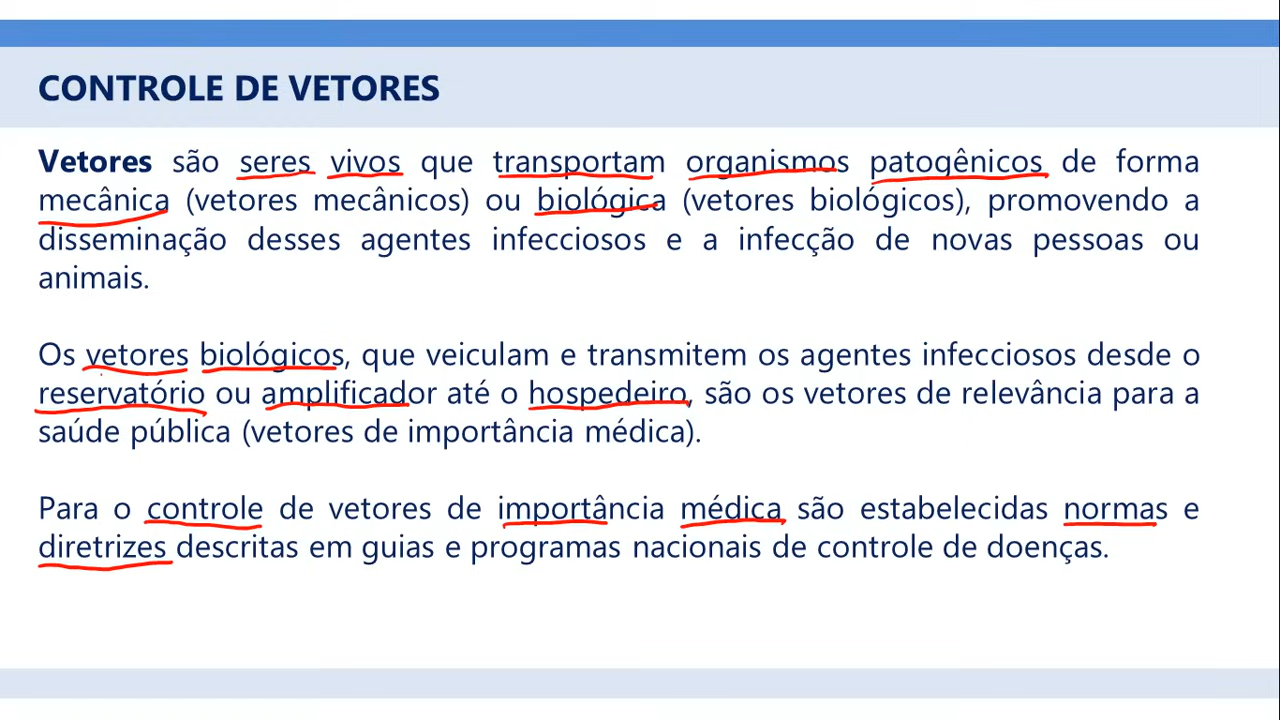 CONTROLE DE VETORES
Vetores são seres vivos que transportam organismos patogênicos de forma
mecânica (vetores mecânicos) ou biológica (vetores biológicos), promovendo a
disseminação desses agentes infecciosos e a infecção de novas pessoas ou
animais.
Os vetores biológicos, que veiculam e transmitem os agentes infecciosos desde o
reservatório ou amplificador até o hospedeiro, são os vetores de relevância para a
saúde pública (vetores de importância médica).
Para o controle de vetores de importância médica são estabelecidas normas e
diretrizes descritas em guias e programas nacionais de controle de doenças.